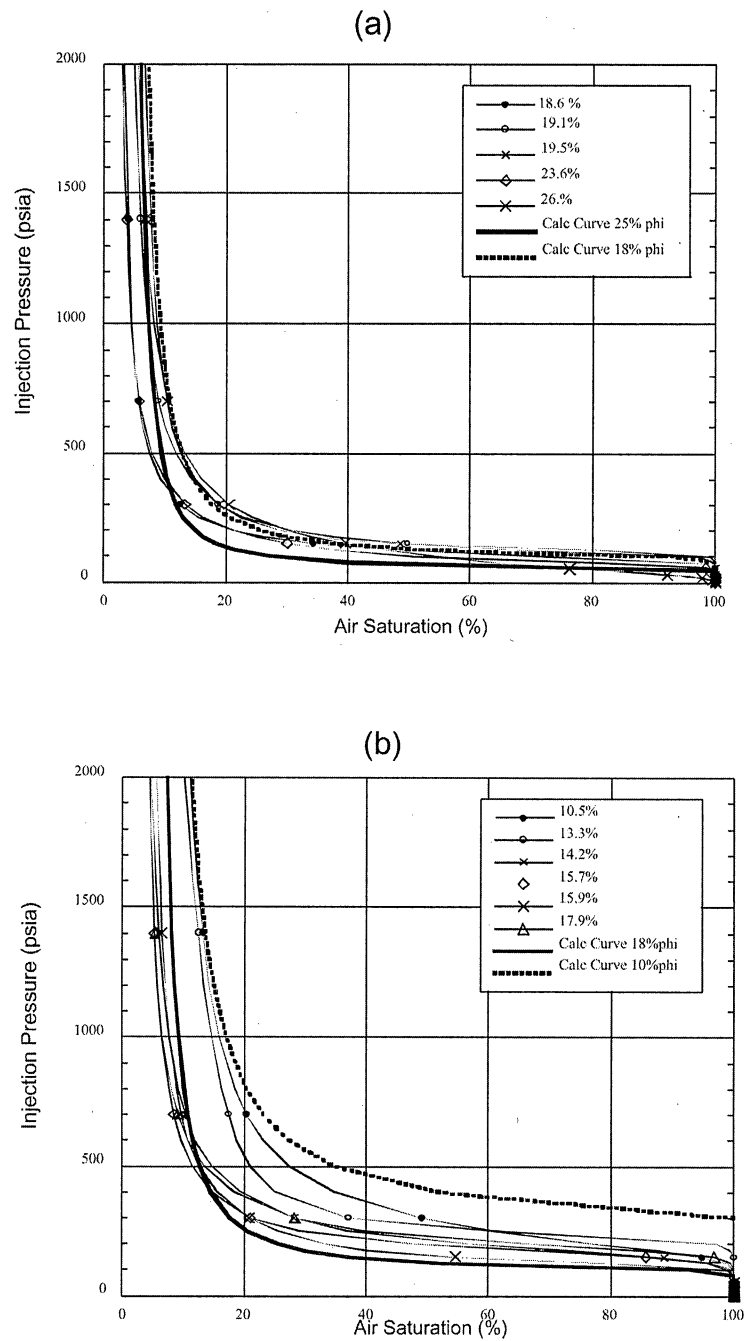 (a)
2000
1500
1000
500
0
Injection Pressure (psia)
18.6 %
19.1%
19.5%
23.6%
26.%
Calc Curve 25% phi
Calc Curve 18% phi
0 20 40 60 80 100
Air Saturation (%)
(b)
2000
1500
1000
500
0
Injection Pressure (psia)
10.5%
13.3%
14.2%
15.7%
15.9%
17.9%
Calc Curve 18%phi
Calc Curve 10%phi
0 20 40 60 80 100
Air Saturation (%)